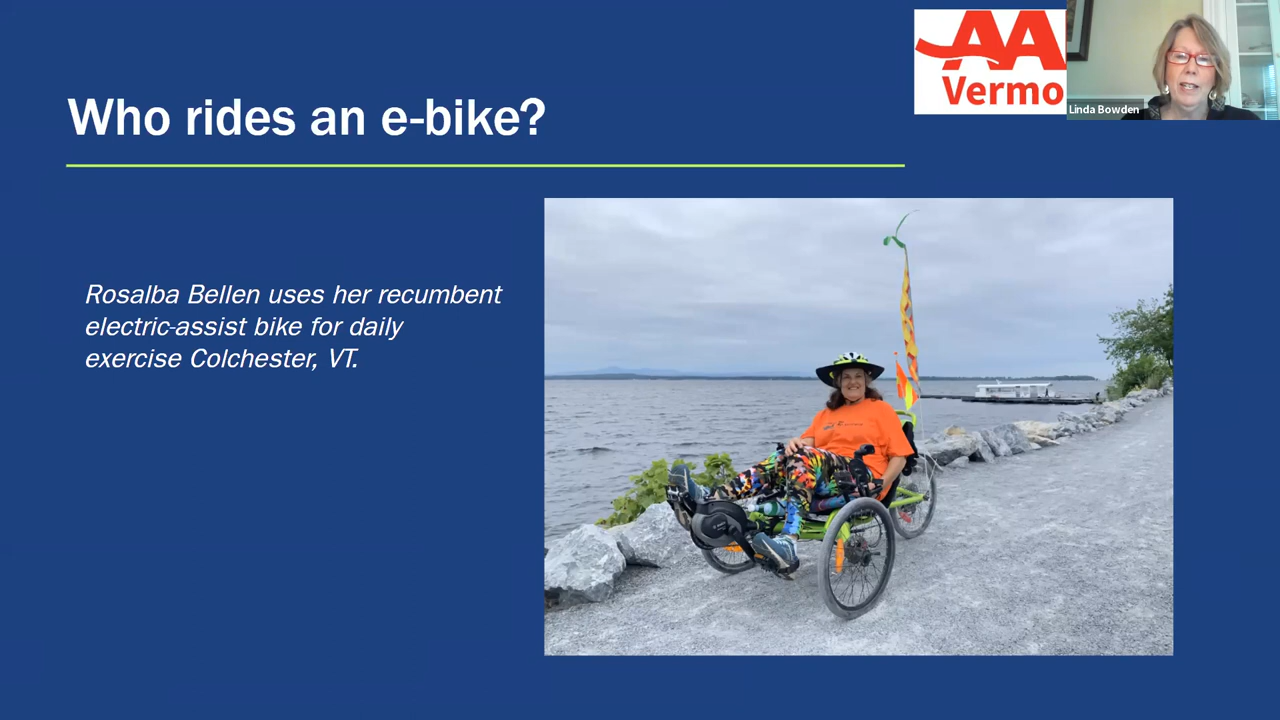 Who rides an e-bike?
AA
Vermo
Linda Bowden
Rosalba Bellen uses her recumbent
electric-assist bike for daily
exercise Colchester, VT.